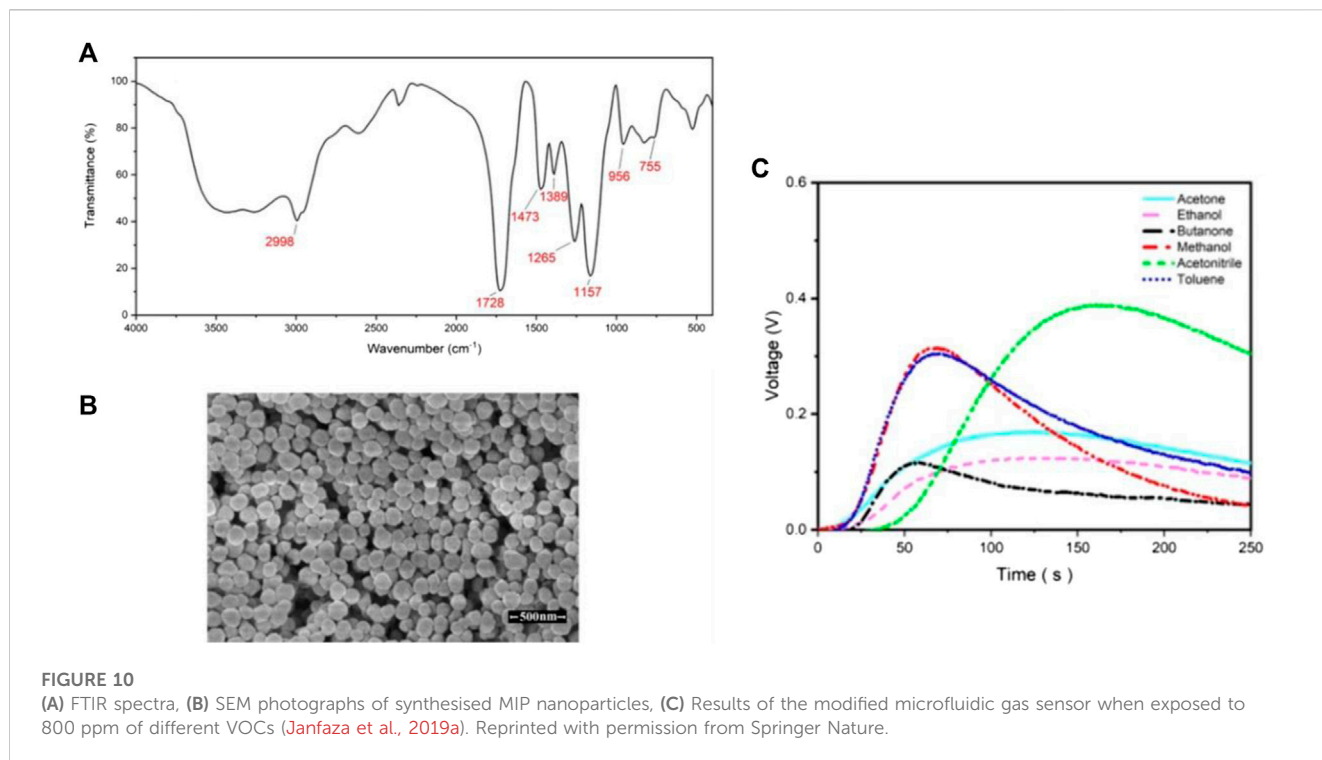 A
Transmittance (%)
100
80
60
40
20
0
2998
1728
1473
1389
1265
1157
956
755
4000
3500
3000
2500
2000
1500
1000
500
Wavenumber (cm⁻¹)
B
←500nm→
C
Voltage (V)
0.6
0.4
0.2
0.0
Acetone
Ethanol
Butanone
Methanol
Acetonitrile
Toluene
0
50
100
150
200
250
Time ( s )
FIGURE 10
(A) FTIR spectra, (B) SEM photographs of synthesised MIP nanoparticles, (C) Results of the modified microfluidic gas sensor when exposed to
800 ppm of different VOCs (Janfaza et al., 2019a). Reprinted with permission from Springer Nature.